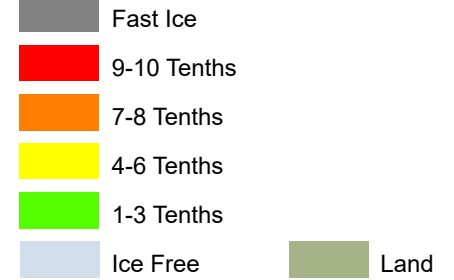 Fast Ice
9-10 Tenths
7-8 Tenths
4-6 Tenths
1-3 Tenths
Ice Free Land